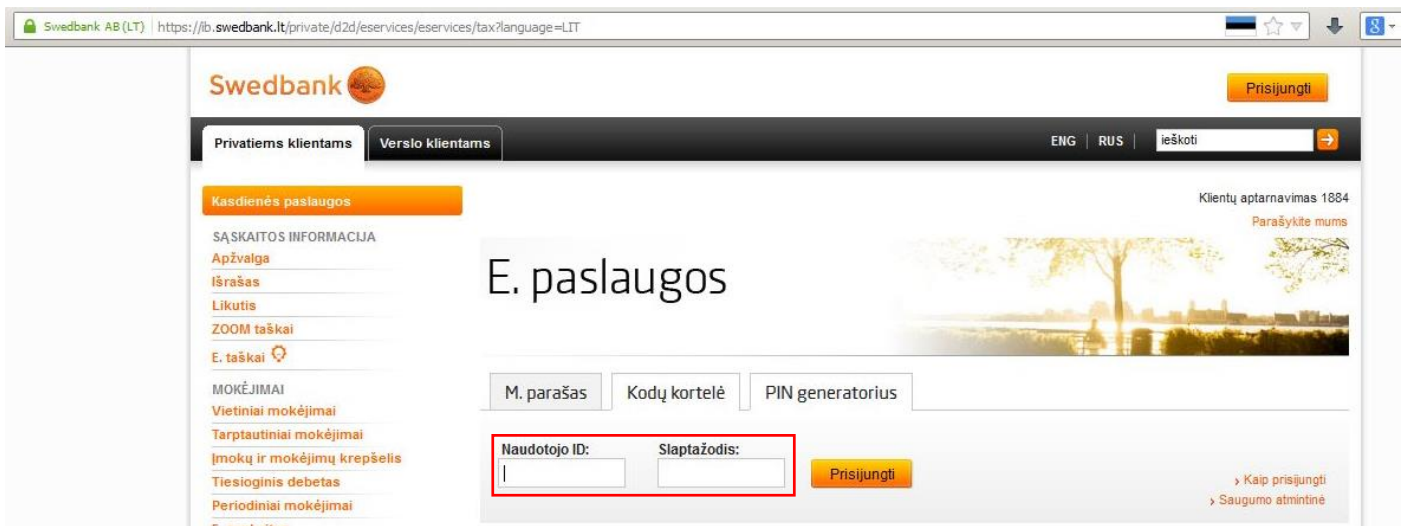 Swedbank AB (LT) https://ib.swedbank.lt/private/d2d/eservices/eservices/tax?language=LIT
Swedbank
Prisijungti
Privatiems klientams Verslo klientams ENG | RUS | ieškoti
Kasdienės paslaugos
Klientų aptarnavimas 1884
Parašykite mums
SĄSKAITOS INFORMACIJA
Apžvalga
Išrašas
Likutis
ZOOM taškai
E. taškai
MOKĖJIMAI
Vietiniai mokėjimai
Tarptautiniai mokėjimai
Įmokų ir mokėjimų krepšelis
Tiesioginis debetas
Periodiniai mokėjimai
E. paslaugos
M. parašas Kodų kortelė PIN generatorius
Naudotojo ID: Slaptažodis:
Prisijungti
Kaip prisijungti
Saugumo atmintinė